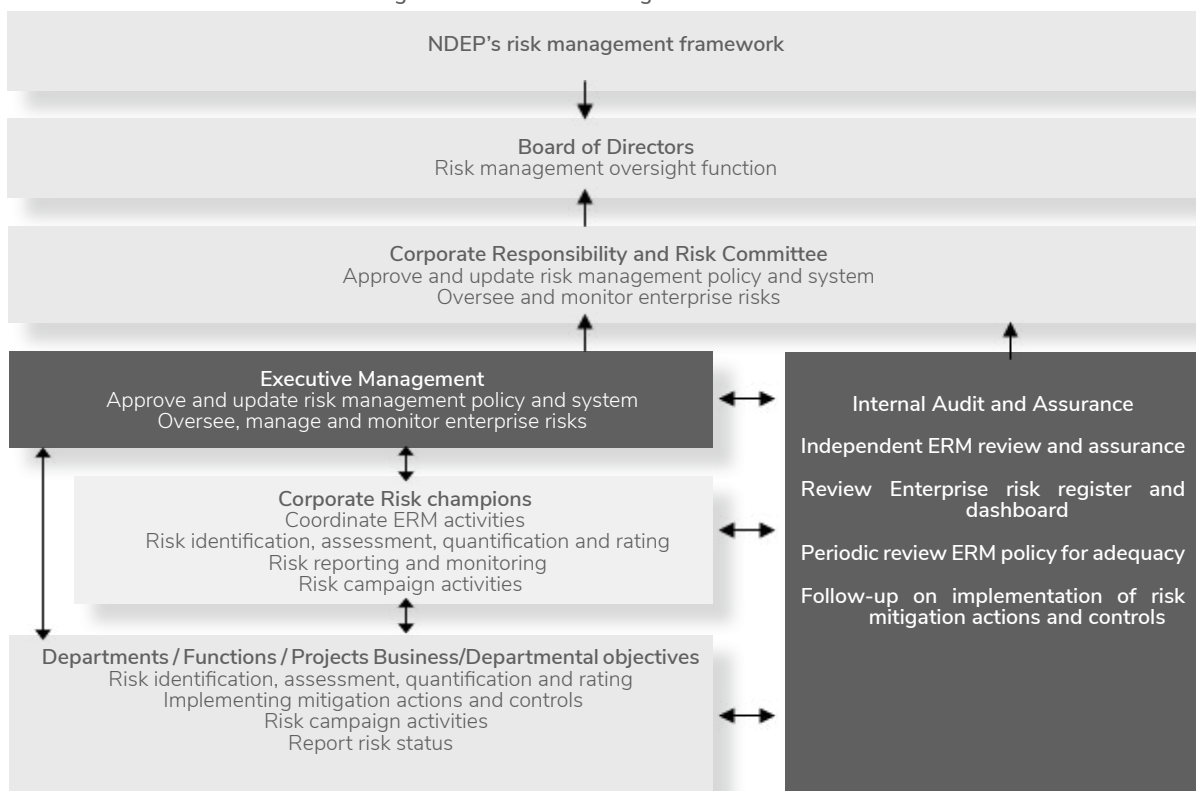 NDEP's risk management framework
Board of Directors
Risk management oversight function
Corporate Responsibility and Risk Committee
Approve and update risk management policy and system
Oversee and monitor enterprise risks
Executive Management
Approve and update risk management policy and system
Oversee, manage and monitor enterprise risks
Corporate Risk champions
Coordinate ERM activities
Risk identification, assessment, quantification and rating
Risk reporting and monitoring
Risk campaign activities
Departments / Functions / Projects Business/Departmental objectives
Risk identification, assessment, quantification and rating
Implementing mitigation actions and controls
Risk campaign activities
Report risk status
Internal Audit and Assurance
Independent ERM review and assurance
Review Enterprise risk register and
dashboard
Periodic review ERM policy for adequacy
Follow-up on implementation of risk
mitigation actions and controls